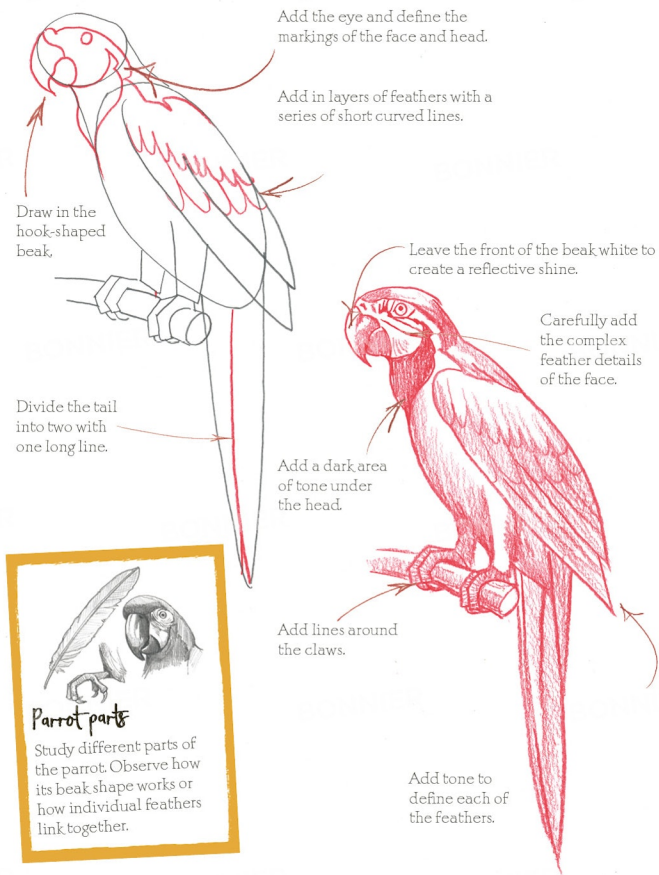 Add the eye and define the
markings of the face and head.
Add in layers of feathers with a
series of short curved lines.
Draw in the
hook-shaped
beak,
Leave the front of the beak white to
create a reflective shine.
Carefully add
the complex
feather details
of the face.
Divide the tail
into two with
one long line.
Add a dark area
of tone under
the head.
Add lines around
the claws.
Parrot parts
Study different parts of
the parrot. Observe how
its beak shape works or
how individual feathers
link together.
Add tone to
define each of
the feathers.